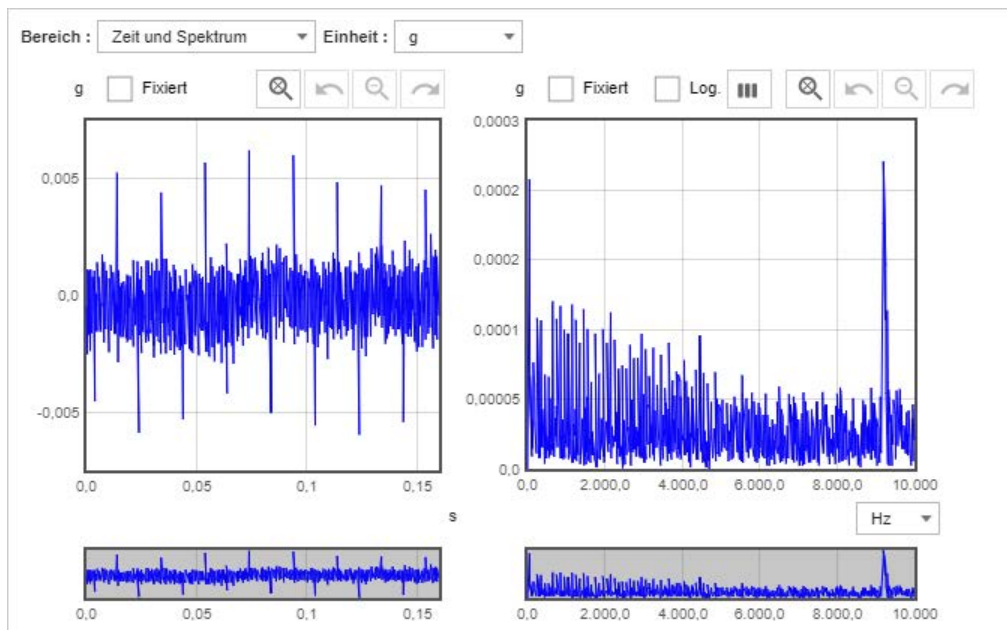 Bereich : Zeit und Spektrum Einheit : g
g Fixiert g Fixiert Log.
0,005
0,0
-0,005
0,0 0,05 0,1 0,15
s
0,0003
0,0002
0,0002
0,0001
0,00005
0,0
0,0 2.000,0 4.000,0 6.000,0 8.000,0 10.000
Hz
0,0 0,05 0,1 0,15
0,0 2.000,0 4.000,0 6.000,0 8.000,0 10.000